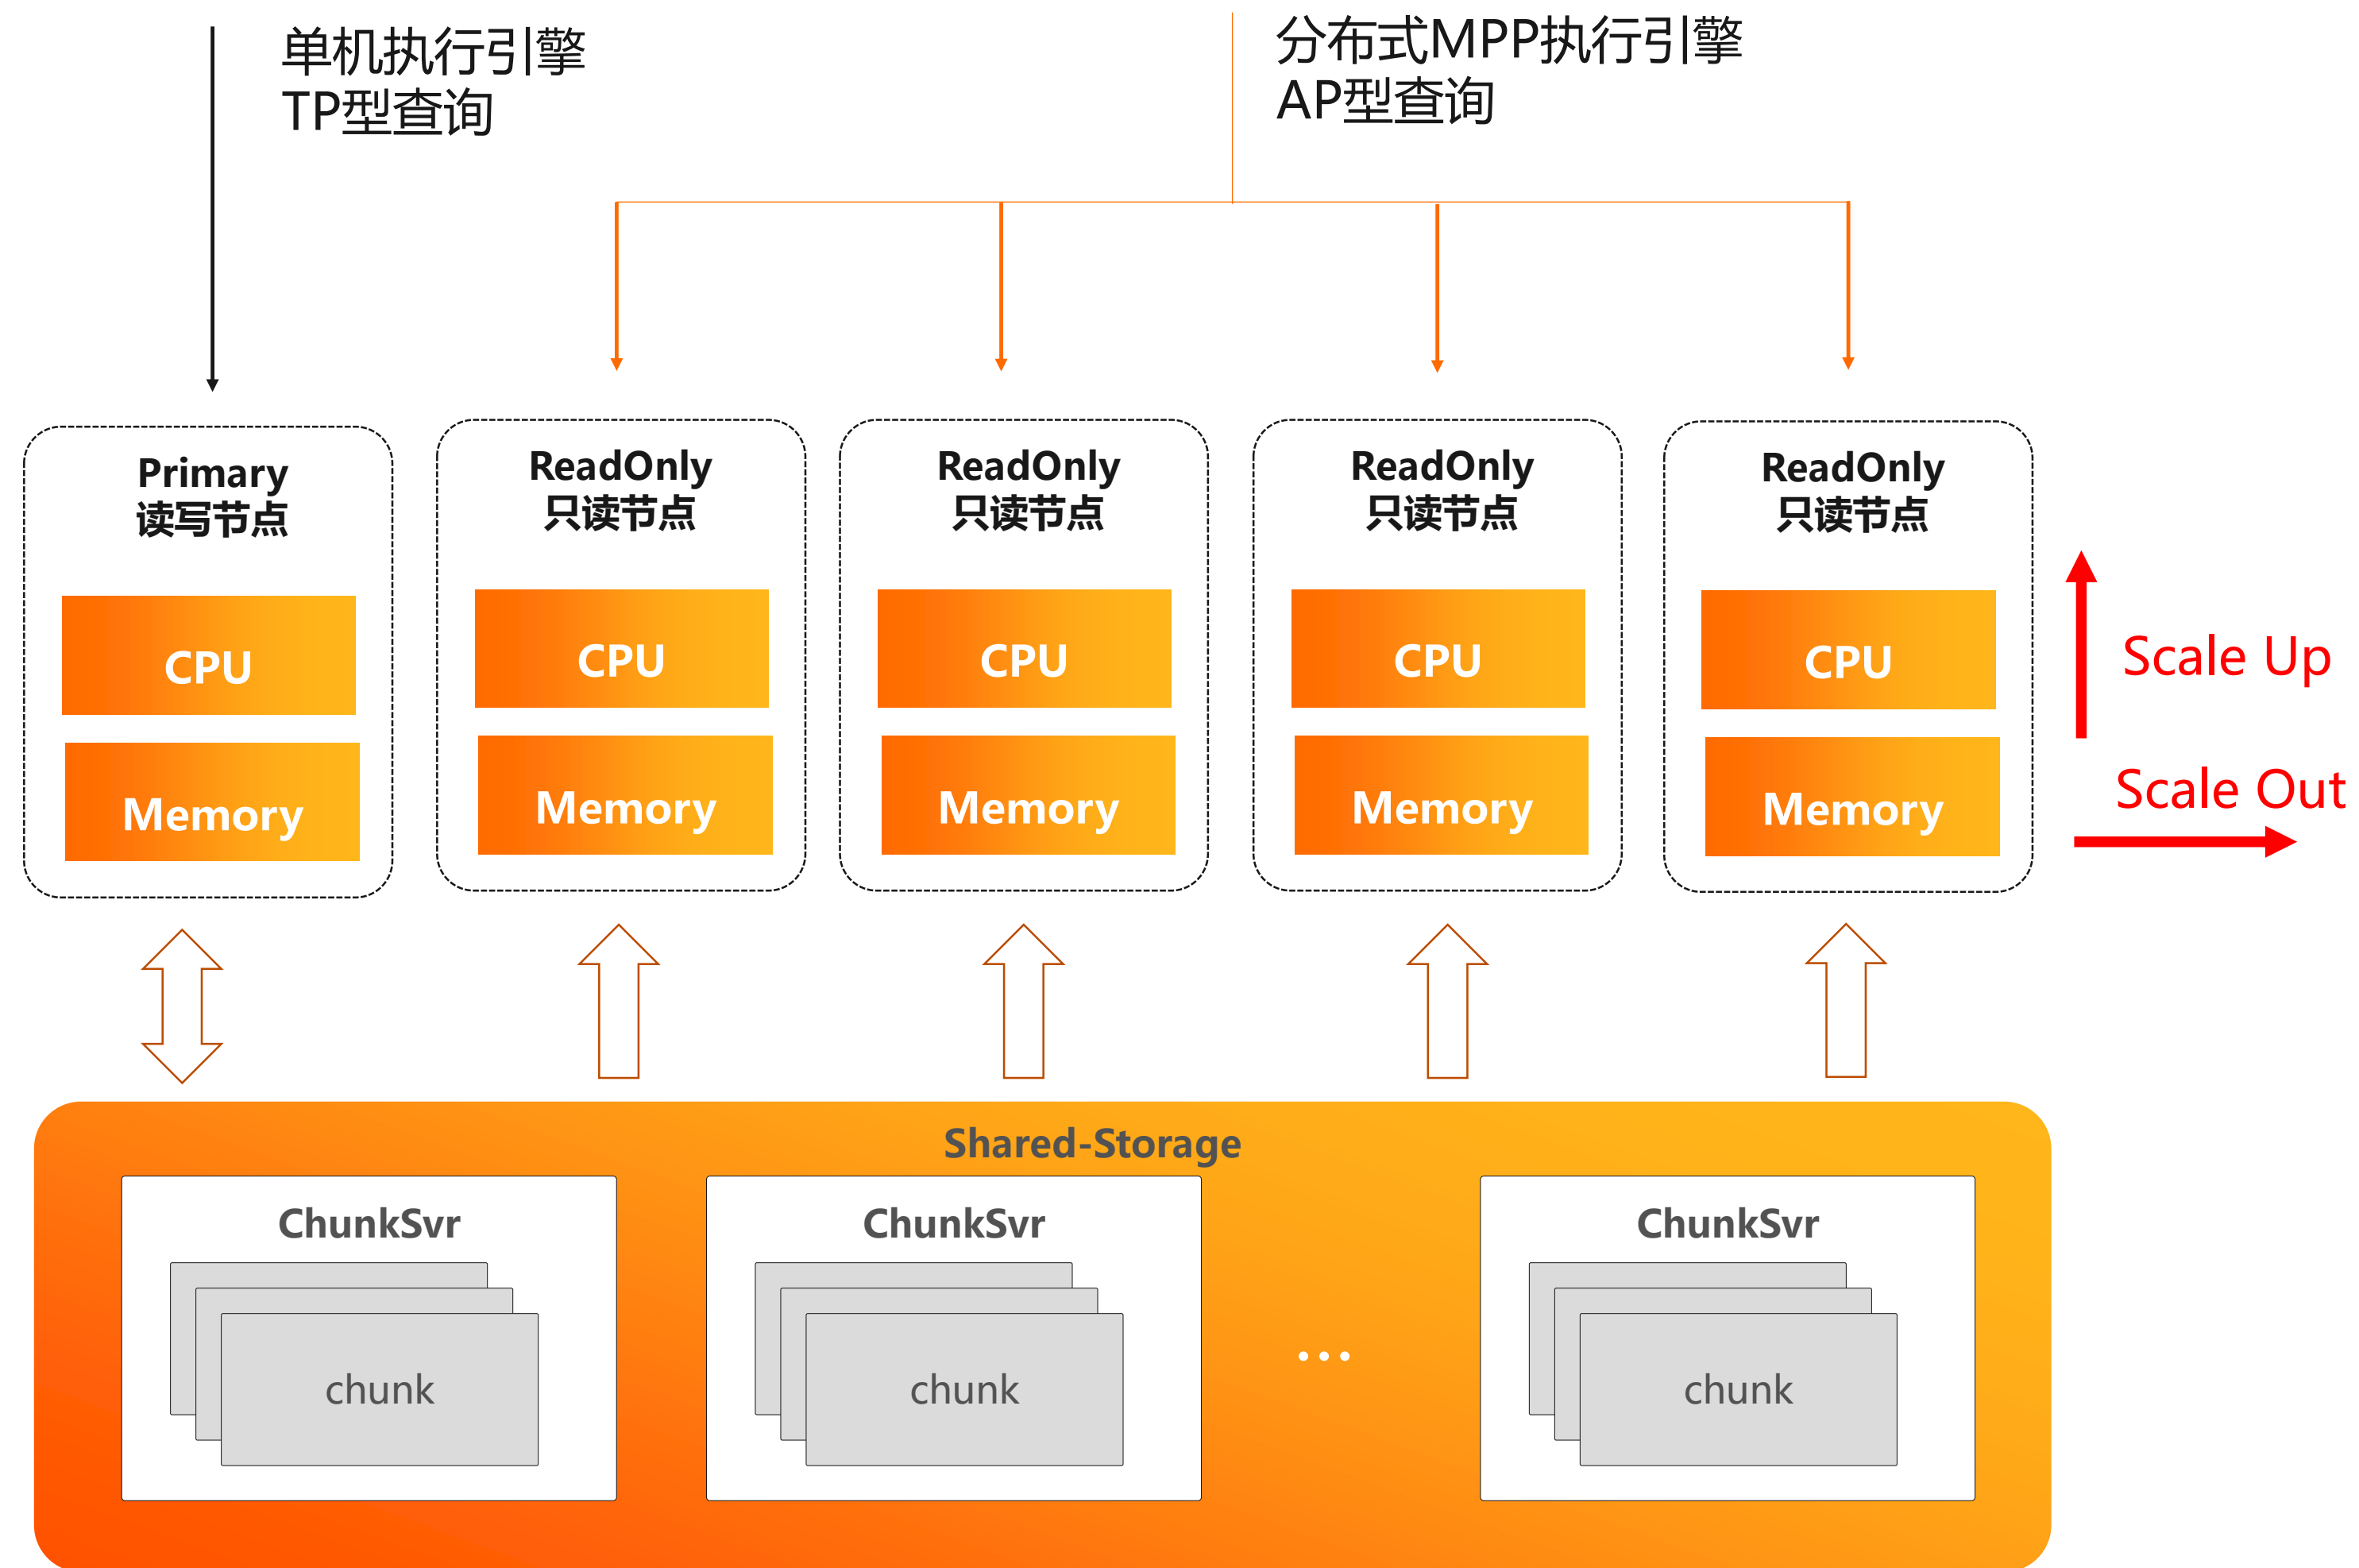 单机执行引擎
TP型查询
分布式MPP执行引擎
AP型查询
Primary
读写节点
CPU
Memory
ReadOnly
只读节点
CPU
Memory
ReadOnly
只读节点
CPU
Memory
ReadOnly
只读节点
CPU
Memory
ReadOnly
只读节点
CPU
Memory
Scale Up
Scale Out
Shared-Storage
ChunkSvr
chunk
ChunkSvr
chunk
...
ChunkSvr
chunk